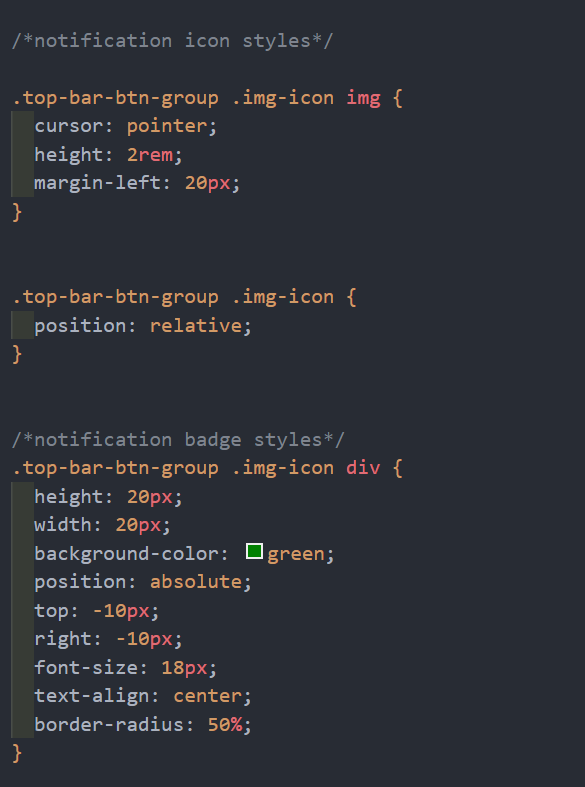 /*notification icon styles*/
.top-bar-btn-group .img-icon img {
cursor: pointer;
height: 2rem;
margin-left: 20px;
}
.top-bar-btn-group .img-icon {
position: relative;
}
/*notification badge styles*/
.top-bar-btn-group .img-icon div {
height: 20px;
width: 20px;
background-color: green;
position: absolute;
top: -10px;
right: -10px;
font-size: 18px;
text-align: center;
border-radius: 50%;
}